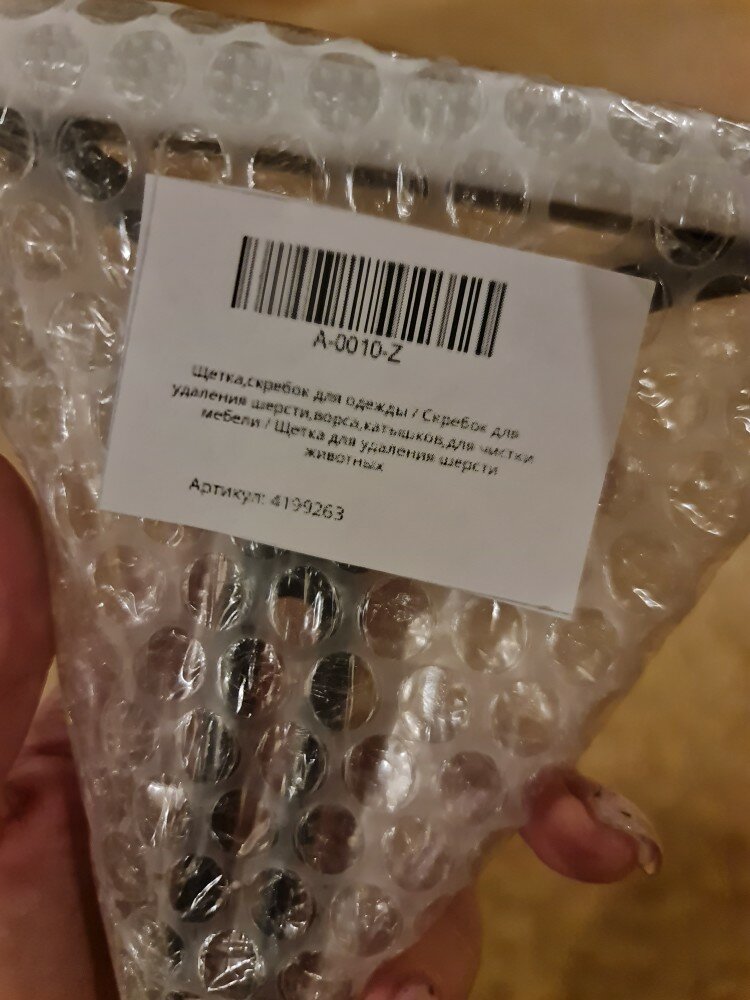 A-0010-Z
Щетка,скребок для одежды / Скребок для
удаления шерсти,ворса,катышков,для чистки
мебели / Щетка для удаления шерсти
животных
Артикул: 4199263